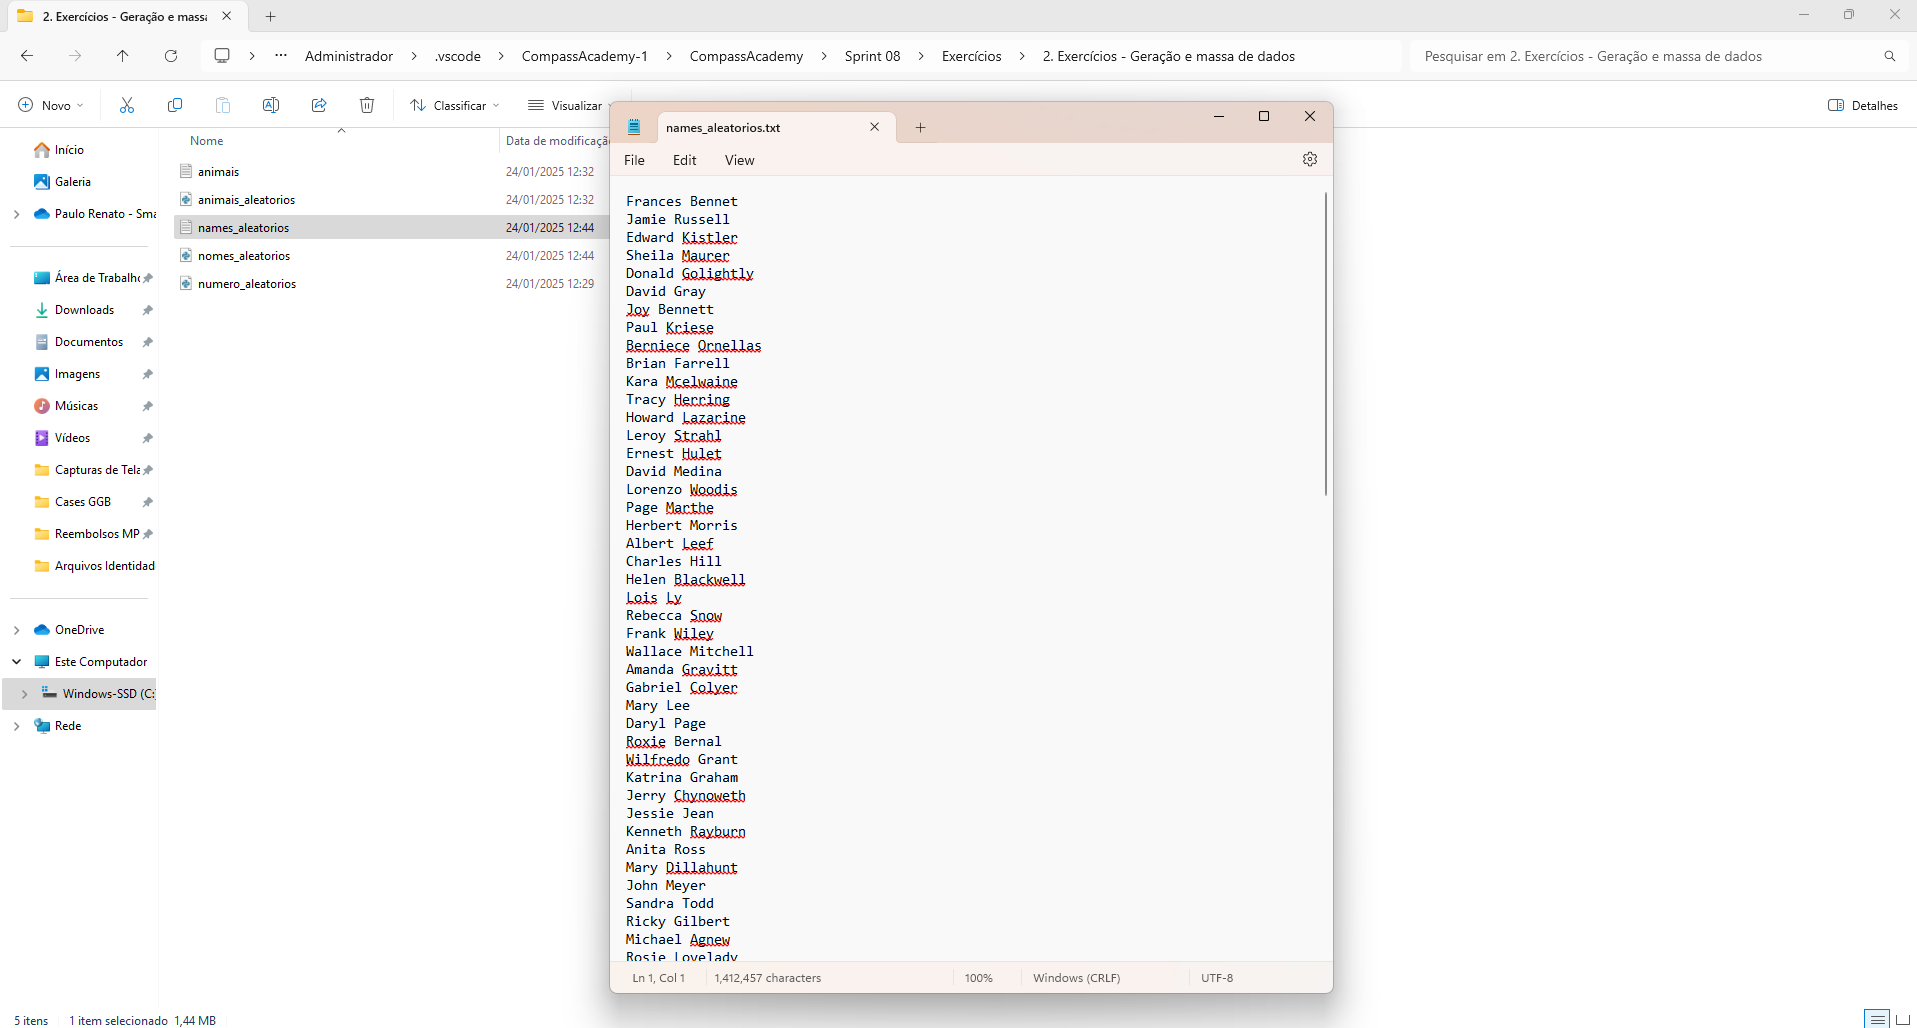 2. Exercícios - Geração e massa
Administrador
.vscode
CompassAcademy-1
CompassAcademy
Sprint 08
Exercícios
2. Exercícios - Geração e massa de dados
Pesquisar em 2. Exercícios - Geração e massa de dados
Novo
Classificar
Visualizar
Detalhes
Nome
Data de modificação
Início
Galeria
Paulo Renato - Sma
Área de Trabalho
Downloads
Documentos
Imagens
Músicas
Vídeos
Capturas de Tela
Cases GGB
Reembolsos MP
Arquivos Identidad
OneDrive
Este Computador
Windows-SSD (C:)
Rede
animais 24/01/2025 12:32
animais_aleatorios 24/01/2025 12:32
names_aleatorios 24/01/2025 12:44
nomes_aleatorios 24/01/2025 12:44
numero_aleatorios 24/01/2025 12:29
names_aleatorios.txt
File Edit View
Frances Bennet
Jamie Russell
Edward Kistler
Sheila Maurer
Donald Golightly
David Gray
Joy Bennett
Paul Kriese
Berniece Ornellas
Brian Farrell
Kara Mcelwaine
Tracy Herring
Howard Lazarine
Leroy Strahl
Ernest Hulet
David Medina
Lorenzo Woodis
Page Marthe
Herbert Morris
Albert Leef
Charles Hill
Helen Blackwell
Lois Ly
Rebecca Snow
Frank Wiley
Wallace Mitchell
Amanda Gravitt
Gabriel Colyer
Mary Lee
Daryl Page
Roxie Bernal
Wilfredo Grant
Katrina Graham
Jerry Chynoweth
Jessie Jean
Kenneth Rayburn
Anita Ross
Mary Dillahunt
John Meyer
Sandra Todd
Ricky Gilbert
Michael Agnew
Rosie Lovelady
Ln 1, Col 1
1,412,457 characters
100%
Windows (CRLF)
UTF-8
5 itens
1 item selecionado 1,44 MB